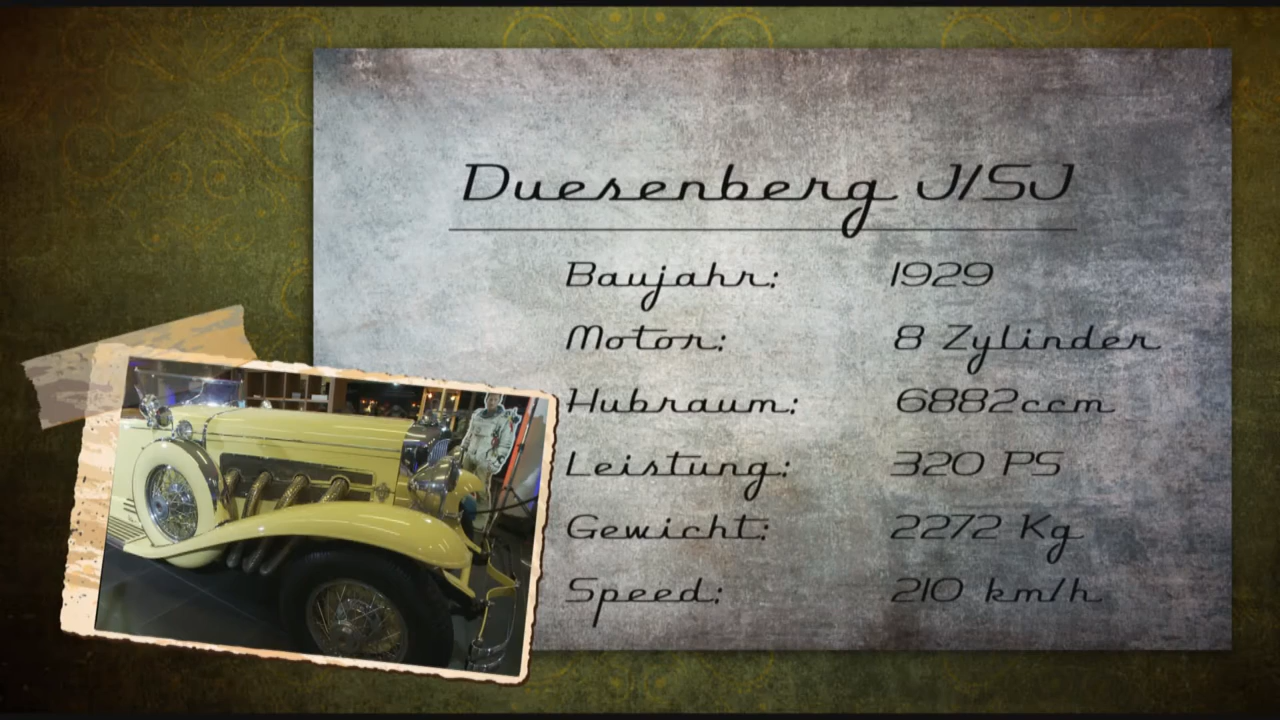 Duesenberg J/SJ
Baujahr: 1929
Motor: 8 Zylinder
Hubraum: 6882ccm
Leistung: 320 PS
Gewicht: 2272 Kg
Speed: 210 km/h